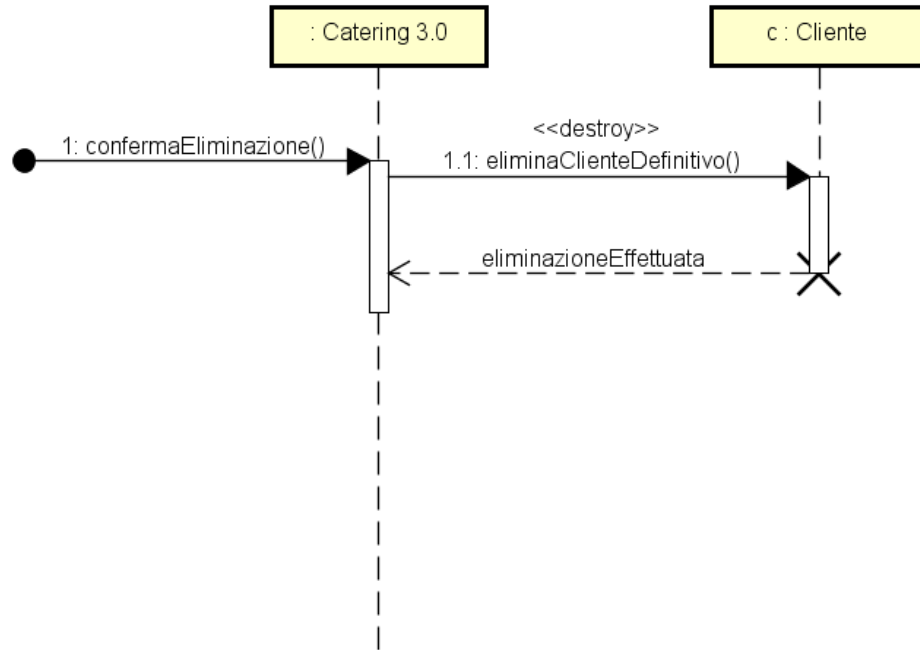 : Catering 3.0
c : Cliente
<<destroy>>
1: confermaEliminazione()
1.1: eliminaClienteDefinitivo()
eliminazioneEffettuata